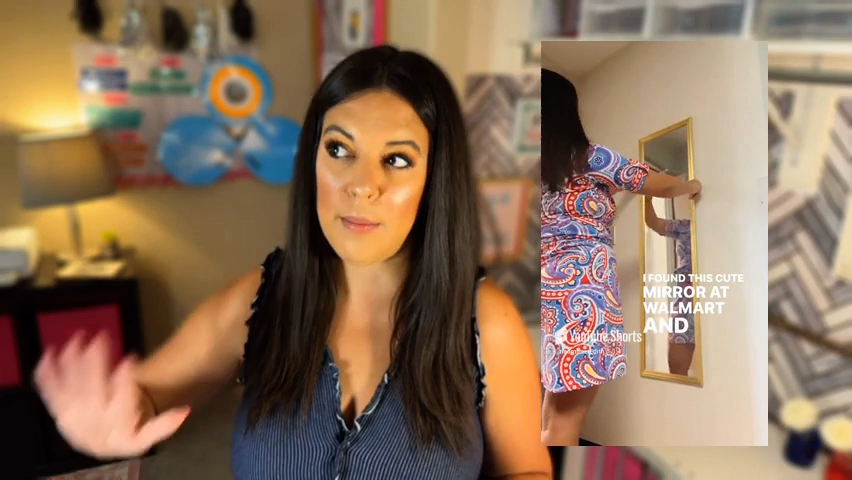 I FOUND THIS CUTE
MIRROR AT
WALMART
AND
YouTube Shorts